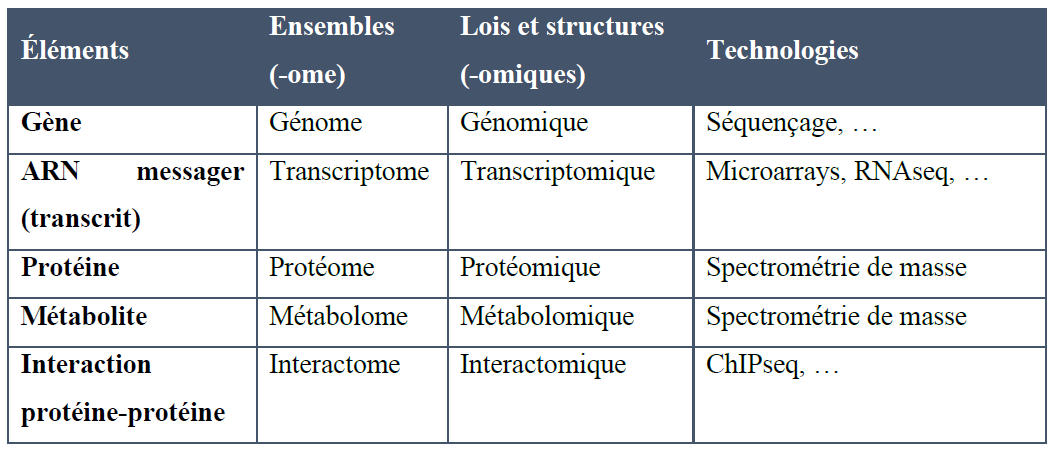 Éléments
Ensembles
(-ome)
Lois et structures
(-omiques)
Technologies
Gène
Génome
Génomique
Séquençage, …
ARN messager
(transcrit)
Transcriptome
Transcriptomique
Microarrays, RNAseq, …
Protéine
Protéome
Protéomique
Spectrométrie de masse
Métabolite
Métabolome
Métabolomique
Spectrométrie de masse
Interaction
protéine-protéine
Interactome
Interactomique
ChIPseq, …